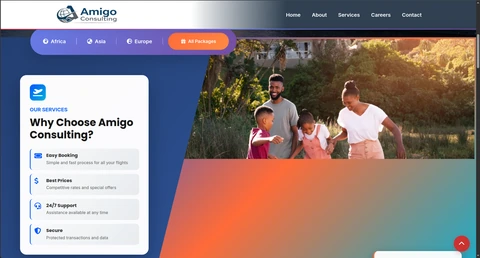 Amigo
Consulting
Home
About
Services
Careers
Contact
Africa
Asia
Europe
All Packages
OUR SERVICES
Why Choose Amigo
Consulting?
Easy Booking
Simple and fast process for all your flights
Best Prices
Competitive rates and special offers
24/7 Support
Assistance available at any time
Secure
Protected transactions and data